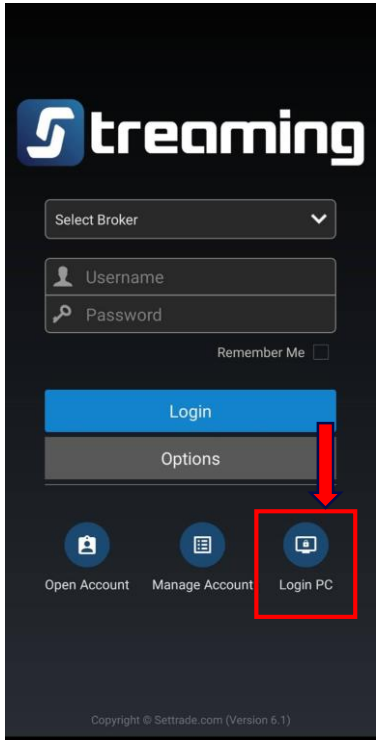 Streaming
Select Broker
Username
Password
Remember Me
Login
Options
Open Account Manage Account Login PC
Copyright © Settrade.com (Version 6.1)